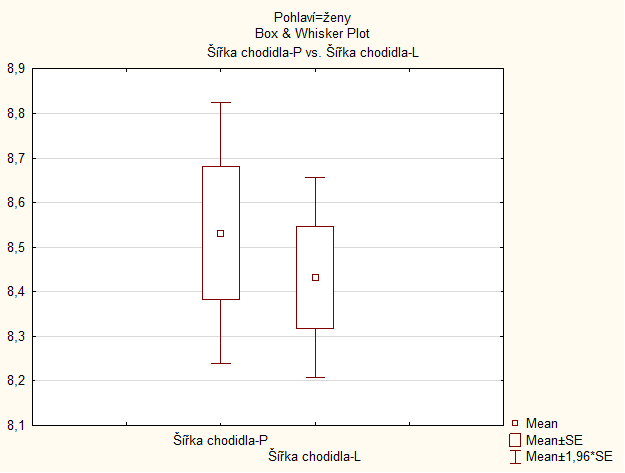 Pohlaví=ženy
Box & Whisker Plot
Šířka chodidla-P vs. Šířka chodidla-L
8,9
8,8
8,7
8,6
8,5
8,4
8,3
8,2
8,1
Šířka chodidla-P
Šířka chodidla-L
Mean
Mean±SE
Mean±1,96*SE